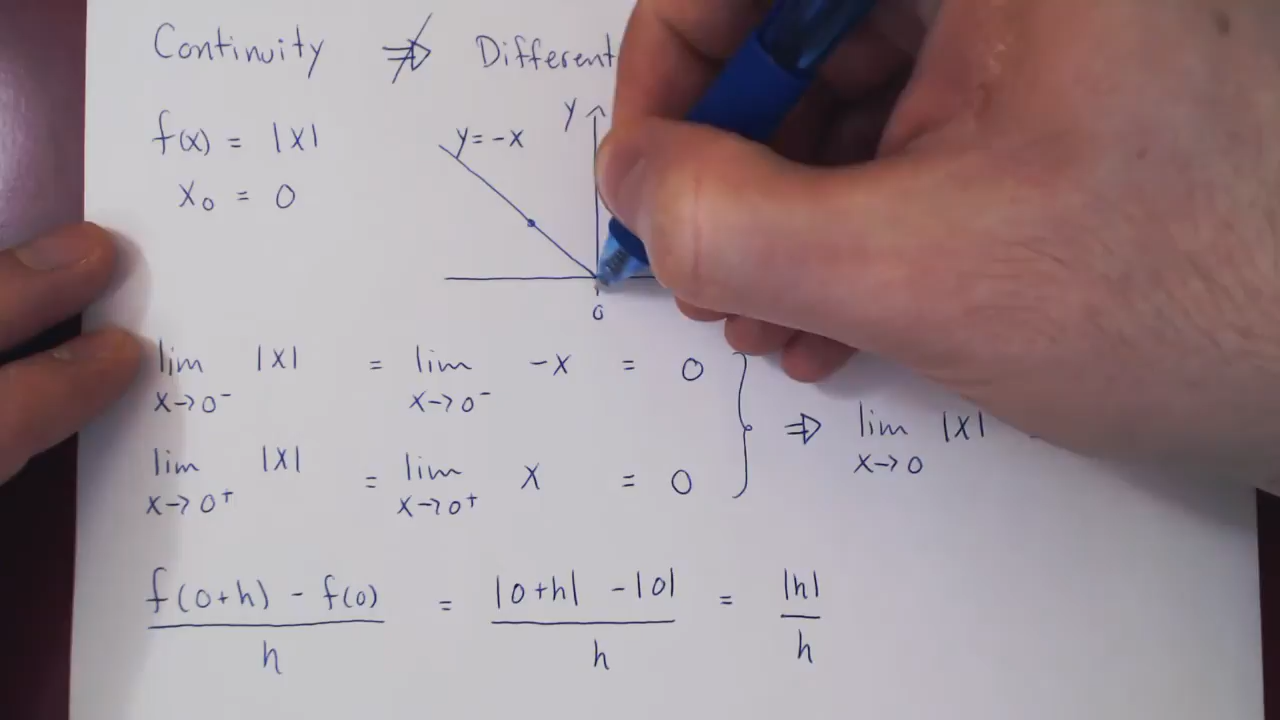 Continuity ⇏ Different
f(x) = |x|
x₀ = 0
y
y = -x
0
lim x→0⁻ |x| = lim x→0⁻ -x = 0
⇒ lim x→0 |x|
lim x→0⁺ |x| = lim x→0⁺ x = 0
f(0+h) - f(0) / h = |0+h| - |0| / h = |h| / h